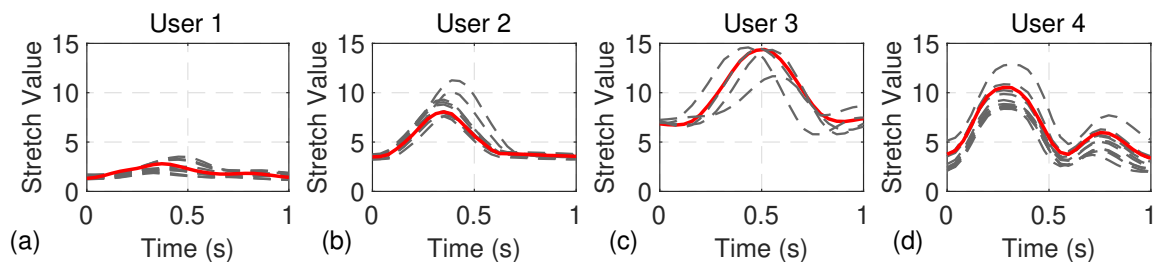 User 1
User 2
User 3
User 4
Stretch Value
15
10
5
0
0
0.5
1
Time (s)
(a)
Stretch Value
15
10
5
0
0
0.5
1
Time (s)
(b)
Stretch Value
15
10
5
0
0
0.5
1
Time (s)
(c)
Stretch Value
15
10
5
0
0
0.5
1
Time (s)
(d)